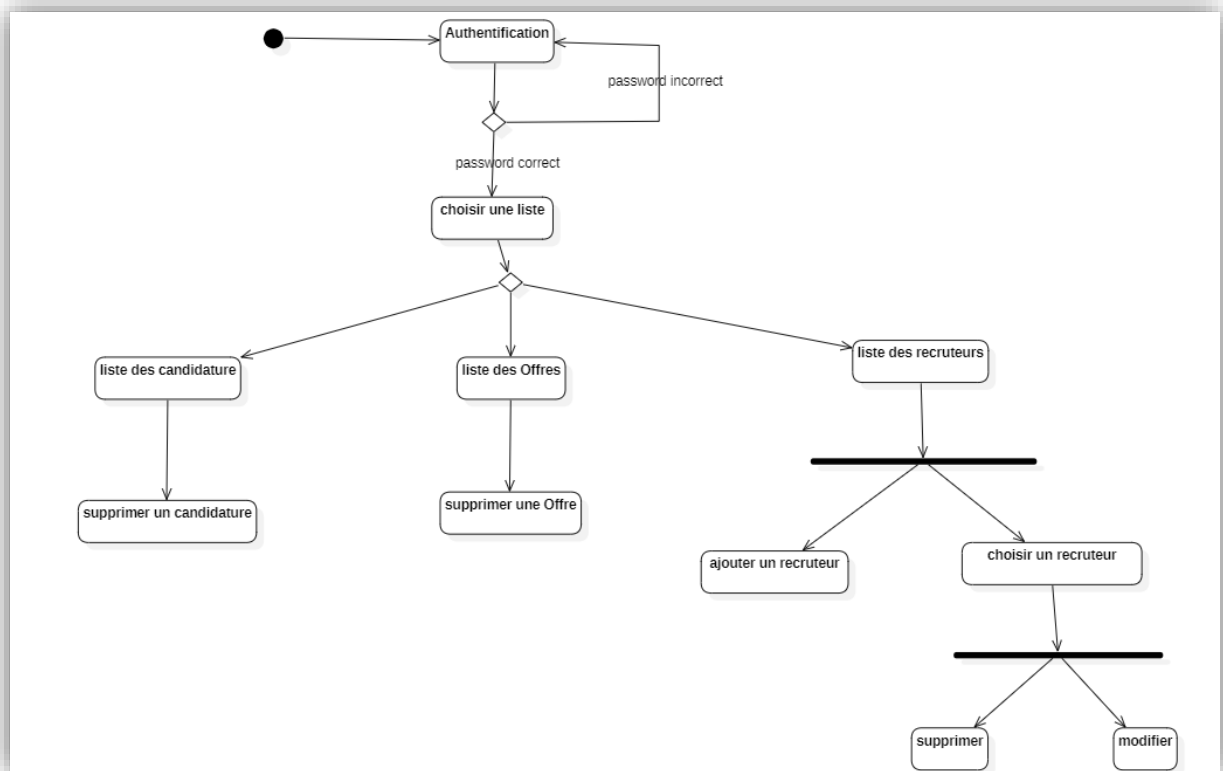 Authentification
password incorrect
password correct
choisir une liste
liste des recruteurs
liste des candidature
liste des Offres
supprimer un candidature
supprimer une Offre
ajouter un recruteur
choisir un recruteur
supprimer
modifier